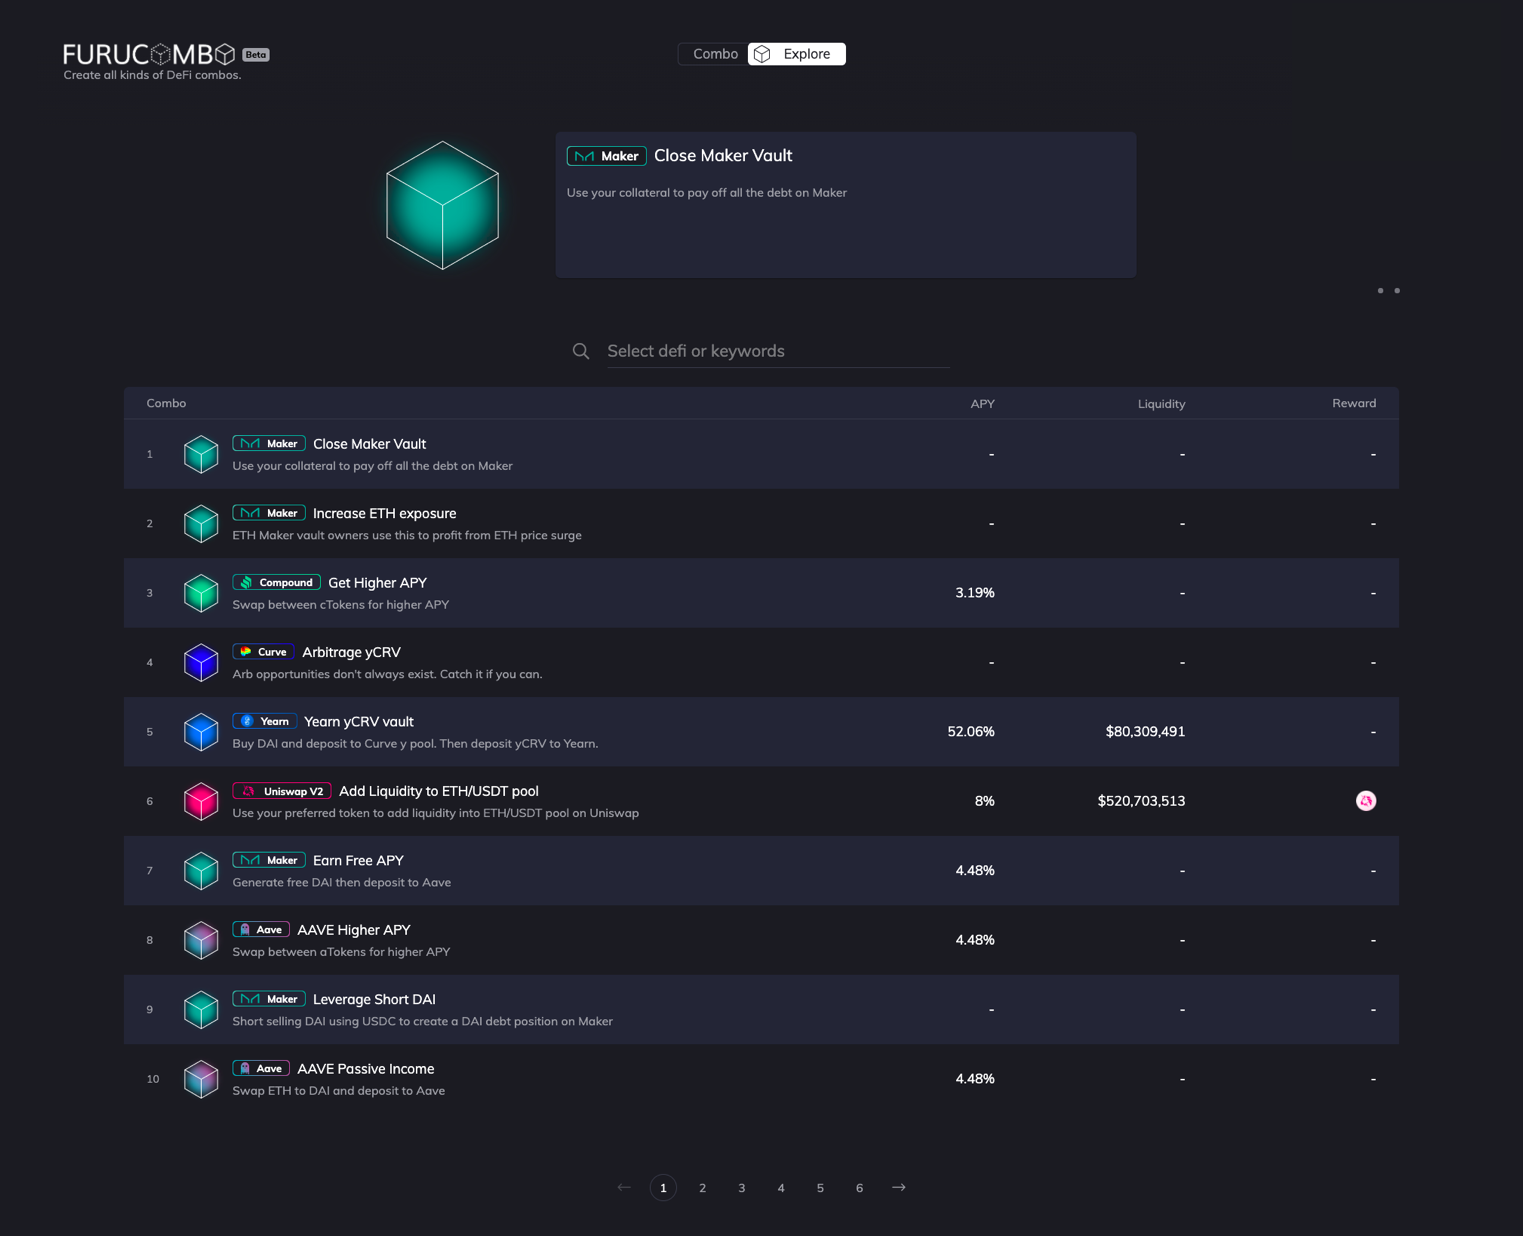 FURUCOMBO Beta
Create all kinds of DeFi combos.
Combo Explore
Maker Close Maker Vault
Use your collateral to pay off all the debt on Maker
Select defi or keywords
Combo APY Liquidity Reward
1 Maker Close Maker Vault - - -
Use your collateral to pay off all the debt on Maker
2 Maker Increase ETH exposure - - -
ETH Maker vault owners use this to profit from ETH price surge
3 Compound Get Higher APY 3.19% - -
Swap between cTokens for higher APY
4 Curve Arbitrage yCRV - - -
Arb opportunities don't always exist. Catch it if you can.
5 Yearn Yearn yCRV vault 52.06% $80,309,491 -
Buy DAI and deposit to Curve y pool. Then deposit yCRV to Yearn.
6 Uniswap V2 Add Liquidity to ETH/USDT pool 8% $520,703,513
Use your preferred token to add liquidity into ETH/USDT pool on Uniswap
7 Maker Earn Free APY 4.48% - -
Generate free DAI then deposit to Aave
8 Aave AAVE Higher APY 4.48% - -
Swap between aTokens for higher APY
9 Maker Leverage Short DAI - - -
Short selling DAI using USDC to create a DAI debt position on Maker
10 Aave AAVE Passive Income 4.48% - -
Swap ETH to DAI and deposit to Aave
← 1 2 3 4 5 6 →